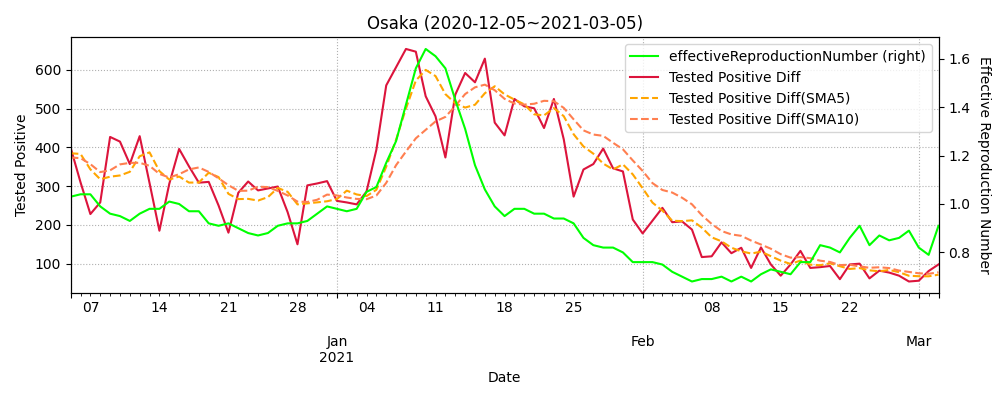 Osaka (2020-12-05~2021-03-05)
effectiveReproductionNumber (right)
Tested Positive Diff
Tested Positive Diff(SMA5)
Tested Positive Diff(SMA10)
Tested Positive
600
500
400
300
200
100
1.6
1.4
1.2
1.0
0.8
Effective Reproduction Number
07 14 21 28 04 11 18 25 08 15 22
Jan Feb Mar
2021
Date